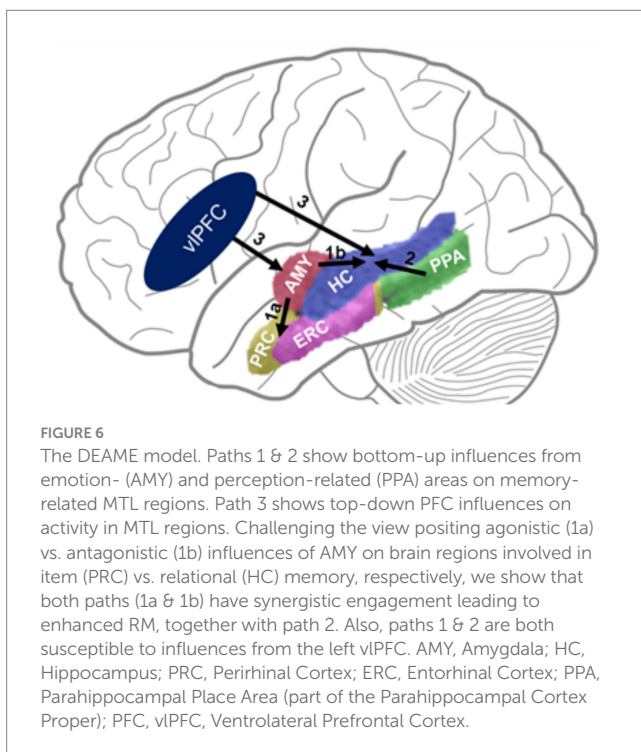 vlPFC
3
3
AMY
1b
HC
2
PPA
1a
PRC
ERC
FIGURE 6
The DEAME model. Paths 1 & 2 show bottom-up influences from
emotion- (AMY) and perception-related (PPA) areas on memory-
related MTL regions. Path 3 shows top-down PFC influences on
activity in MTL regions. Challenging the view positing agonistic (1a)
vs. antagonistic (1b) influences of AMY on brain regions involved in
item (PRC) vs. relational (HC) memory, respectively, we show that
both paths (1a & 1b) have synergistic engagement leading to
enhanced RM, together with path 2. Also, paths 1 & 2 are both
susceptible to influences from the left vlPFC. AMY, Amygdala; HC,
Hippocampus; PRC, Perirhinal Cortex; ERC, Entorhinal Cortex; PPA,
Parahippocampal Place Area (part of the Parahippocampal Cortex
Proper); PFC, vlPFC, Ventrolateral Prefrontal Cortex.